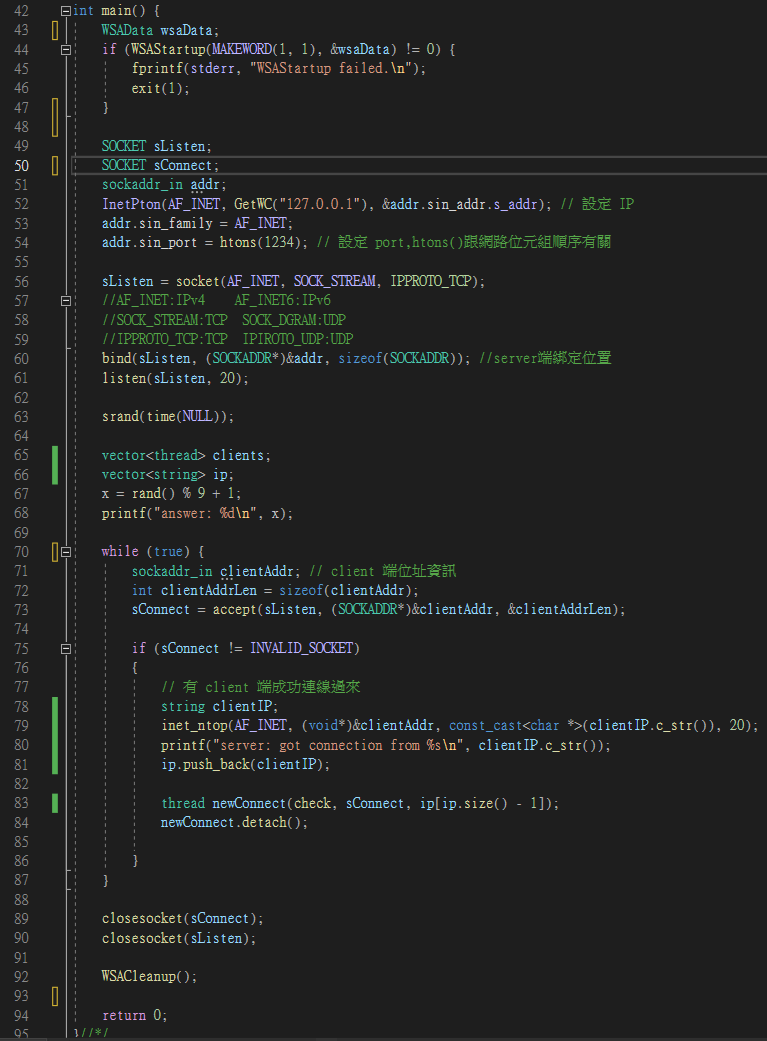 42 int main() {
43 WSAData wsaData;
44 if (WSAStartup(MAKEWORD(1, 1), &wsaData) != 0) {
45 fprintf(stderr, "WSAStartup failed.\n");
46 exit(1);
47 }
48
49 SOCKET sListen;
50 SOCKET sConnect;
51 sockaddr_in addr;
52 InetPton(AF_INET, GetWC("127.0.0.1"), &addr.sin_addr.s_addr); // 設定 IP
53 addr.sin_family = AF_INET;
54 addr.sin_port = htons(1234); // 設定 port,htons()跟網路位元組順序有關
55
56 sListen = socket(AF_INET, SOCK_STREAM, IPPROTO_TCP);
57 //AF_INET:IPv4    AF_INET6:IPv6
58 //SOCK_STREAM:TCP  SOCK_DGRAM:UDP
59 //IPPROTO_TCP:TCP  IPIROTO_UDP:UDP
60 bind(sListen, (SOCKADDR*)&addr, sizeof(SOCKADDR)); //server端綁定位置
61 listen(sListen, 20);
62
63 srand(time(NULL));
64
65 vector<thread> clients;
66 vector<string> ip;
67 x = rand() % 9 + 1;
68 printf("answer: %d\n", x);
69
70 while (true) {
71 sockaddr_in clientAddr; // client 端位址資訊
72 int clientAddrLen = sizeof(clientAddr);
73 sConnect = accept(sListen, (SOCKADDR*)&clientAddr, &clientAddrLen);
74
75 if (sConnect != INVALID_SOCKET)
76 {
77 // 有 client 端成功連線過來
78 string clientIP;
79 inet_ntop(AF_INET, (void*)&clientAddr, const_cast<char *>(clientIP.c_str()), 20);
80 printf("server: got connection from %s\n", clientIP.c_str());
81 ip.push_back(clientIP);
82
83 thread newConnect(check, sConnect, ip[ip.size() - 1]);
84 newConnect.detach();
85
86 }
87 }
88
89 closesocket(sConnect);
90 closesocket(sListen);
91
92 WSACleanup();
93
94 return 0;
95 }//*/